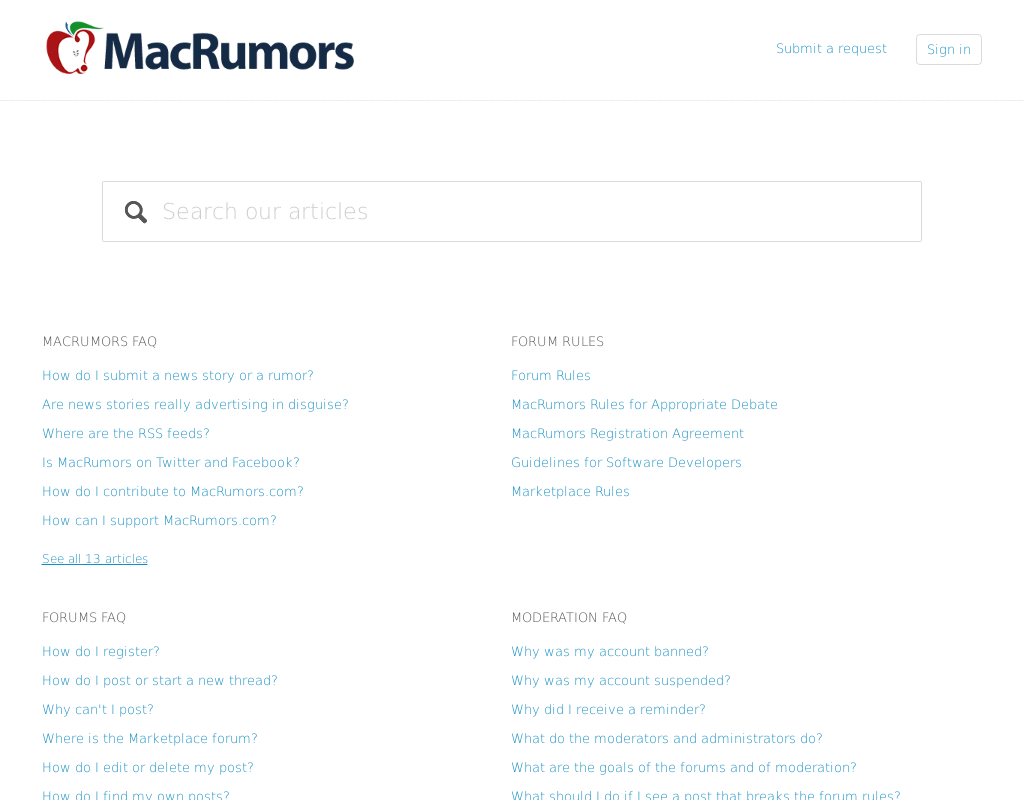 MacRumors
Submit a request
Sign in
Search our articles
MACRUMORS FAQ
How do I submit a news story or a rumor?
Are news stories really advertising in disguise?
Where are the RSS feeds?
Is MacRumors on Twitter and Facebook?
How do I contribute to MacRumors.com?
How can I support MacRumors.com?
See all 13 articles
FORUM RULES
Forum Rules
MacRumors Rules for Appropriate Debate
MacRumors Registration Agreement
Guidelines for Software Developers
Marketplace Rules
FORUMS FAQ
How do I register?
How do I post or start a new thread?
Why can't I post?
Where is the Marketplace forum?
How do I edit or delete my post?
How do I find my own posts?
MODERATION FAQ
Why was my account banned?
Why was my account suspended?
Why did I receive a reminder?
What do the moderators and administrators do?
What are the goals of the forums and of moderation?
What should I do if I see a post that breaks the forum rules?